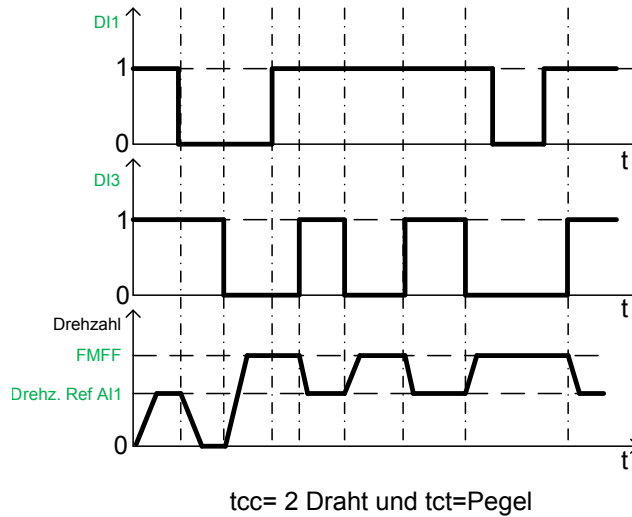 DI1
1
0
t
DI3
1
0
t
Drehzahl
FMFF
Drehz. Ref AI1
0
t
tcc= 2 Draht und tct=Pegel